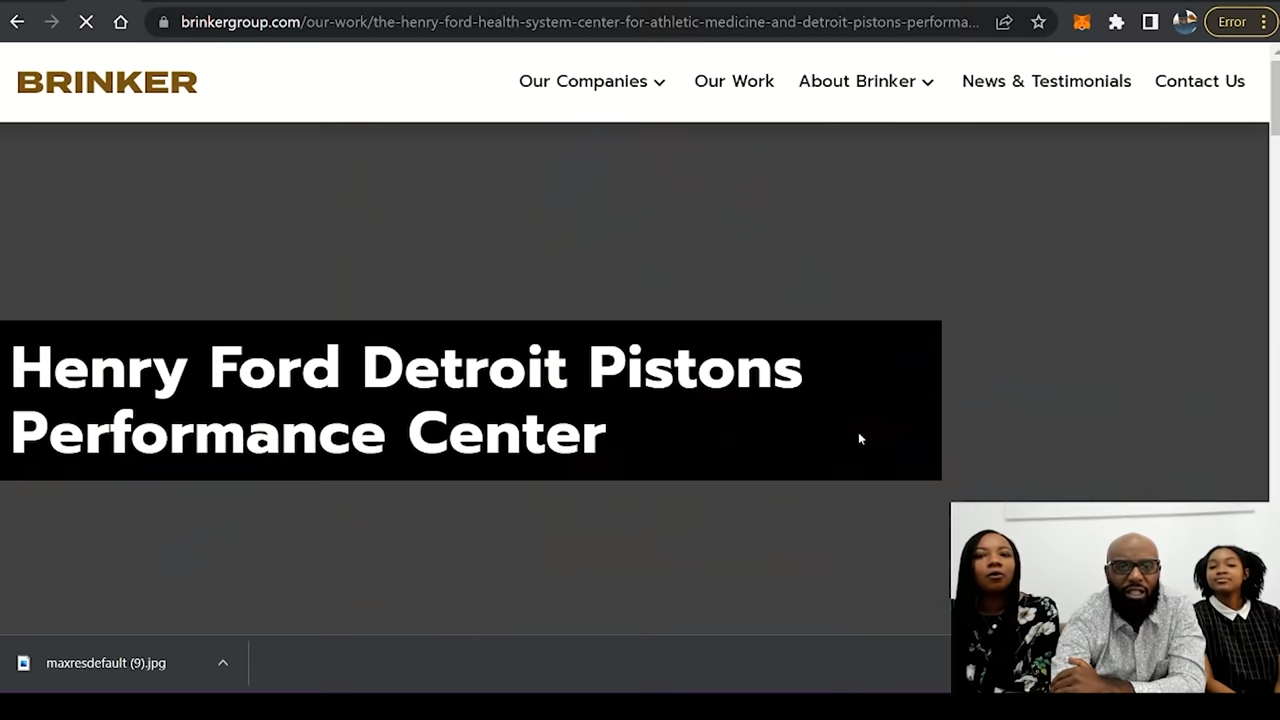 brinkergroup.com/our-work/the-henry-ford-health-system-center-for-athletic-medicine-and-detroit-pistons-performa...
Error
BRINKER
Our Companies
Our Work
About Brinker
News & Testimonials
Contact Us
Henry Ford Detroit Pistons
Performance Center
maxresdefault (9).jpg